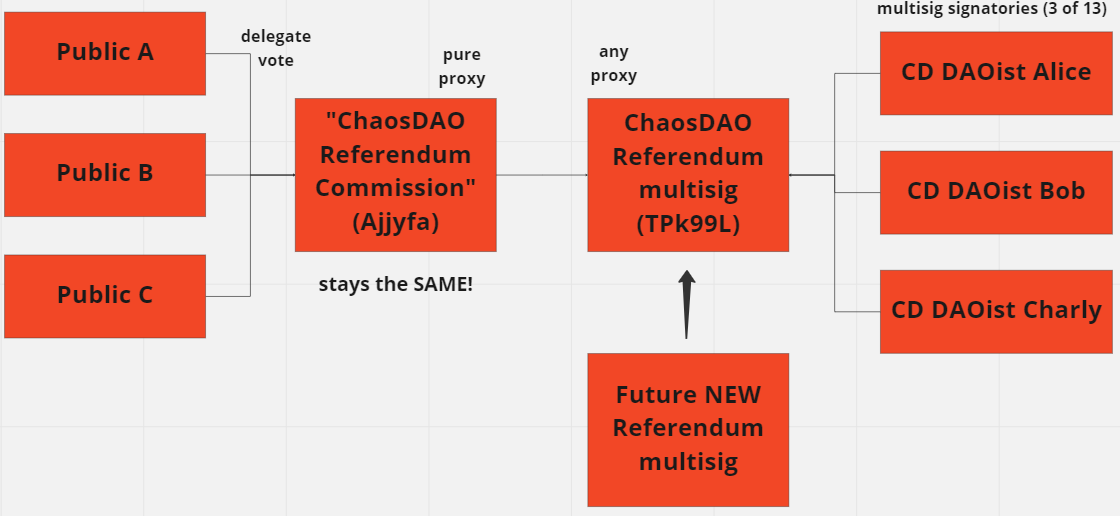 multisig signatories (3 of 13)
Public A
delegate
vote
pure
proxy
any
proxy
CD DAOist Alice
"ChaosDAO
Referendum
Commission"
(Ajjyfa)
ChaosDAO
Referendum
multisig
(TPk99L)
Public B
CD DAOist Bob
Public C
stays the SAME!
CD DAOist Charly
Future NEW
Referendum
multisig